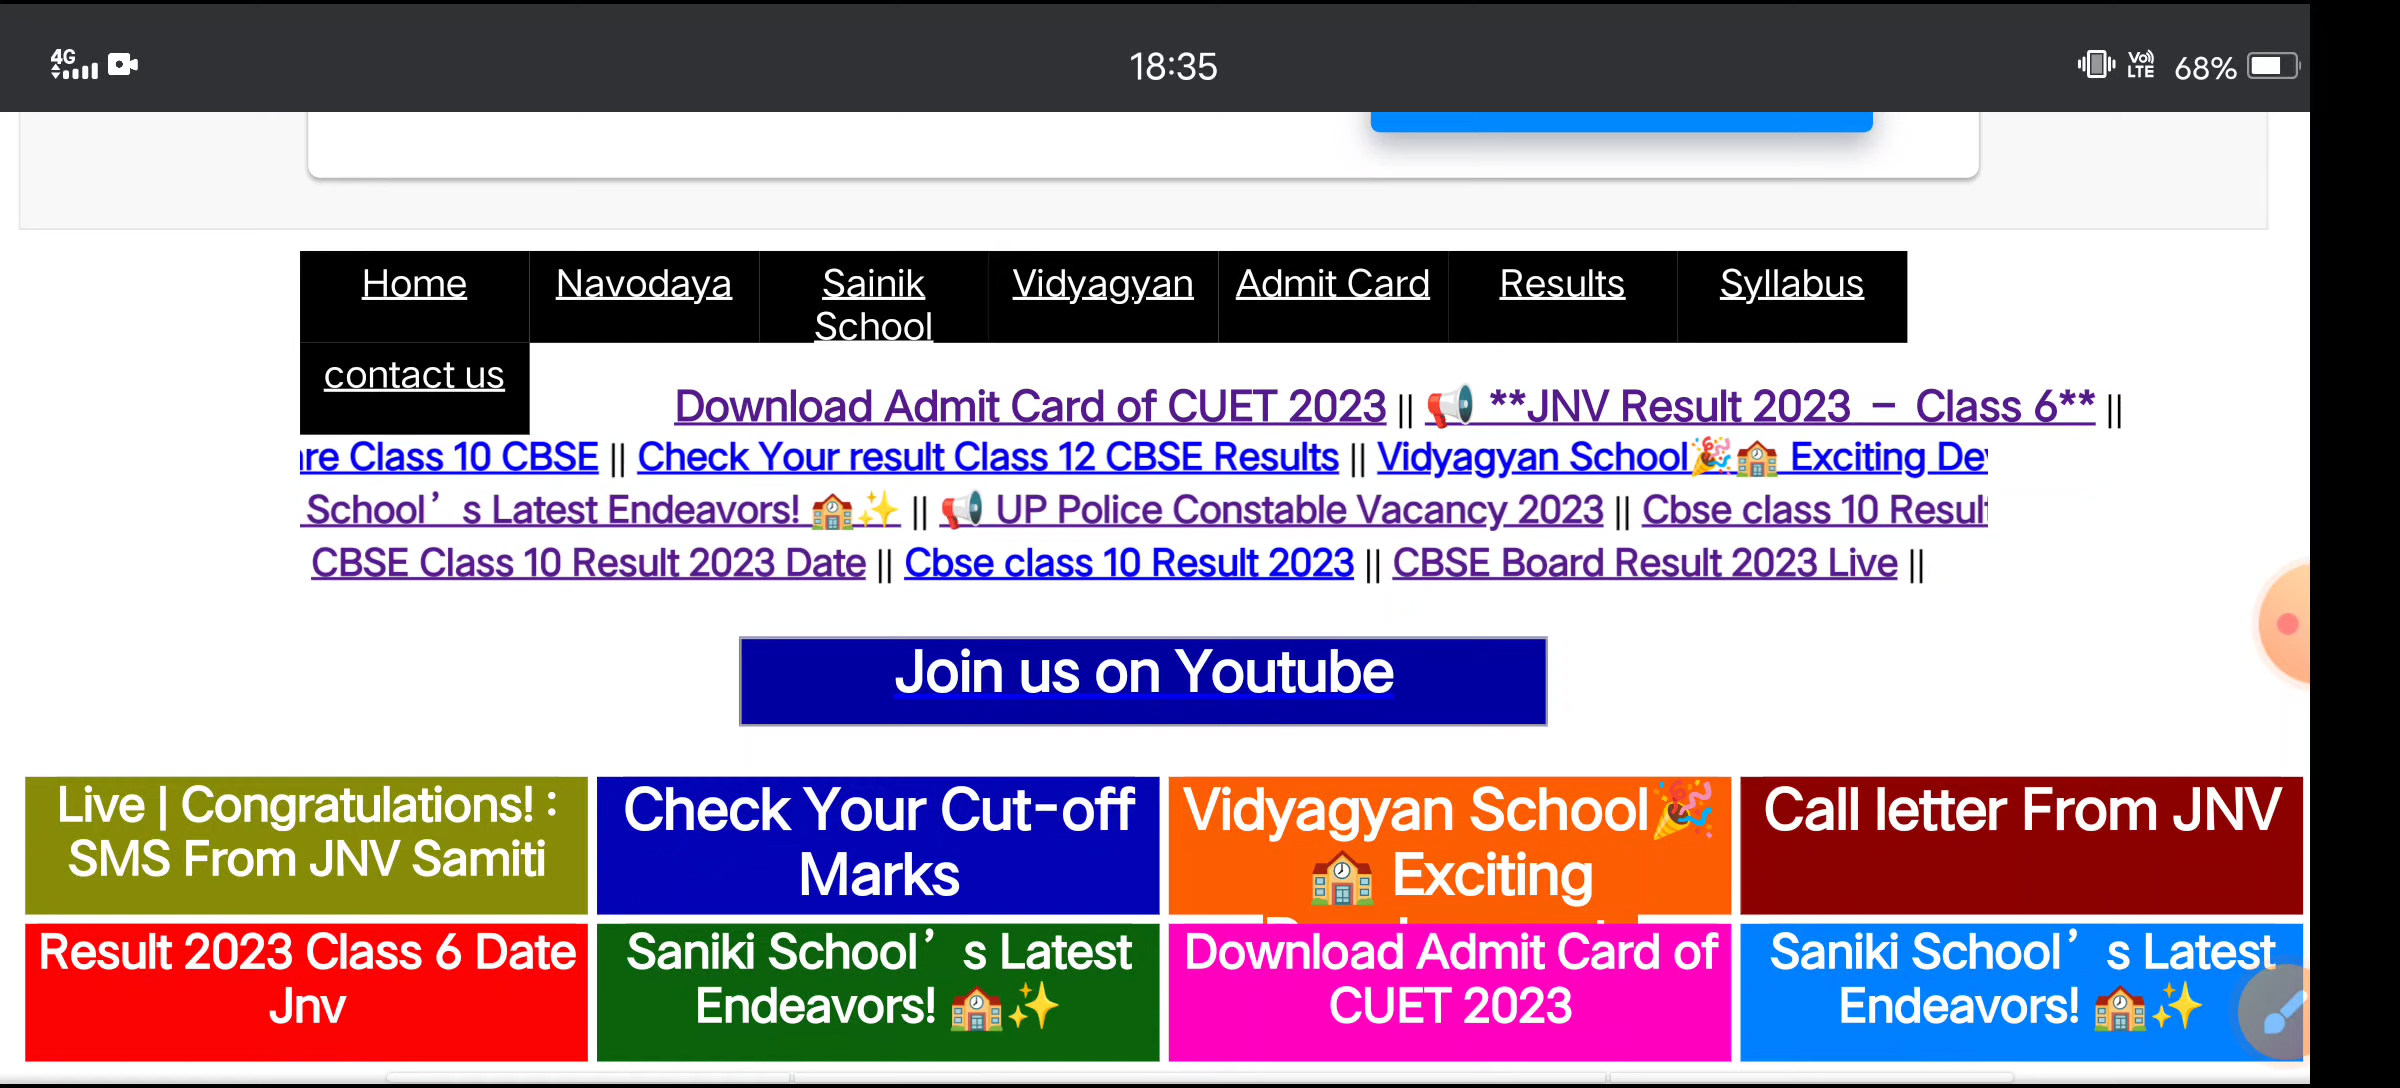 4G 18:35 Vo) LTE 68%
Home Navodaya Sainik School Vidyagyan Admit Card Results Syllabus
contact us
Download Admit Card of CUET 2023 || 📢 **JNV Result 2023 – Class 6** ||
re Class 10 CBSE || Check Your result Class 12 CBSE Results || Vidyagyan School🎉🏫 Exciting De
School’s Latest Endeavors! 🏫✨ || 📢 UP Police Constable Vacancy 2023 || Cbse class 10 Resul
CBSE Class 10 Result 2023 Date || Cbse class 10 Result 2023 || CBSE Board Result 2023 Live ||
Join us on Youtube
Live | Congratulations! :
SMS From JNV Samiti
Check Your Cut-off
Marks
Vidyagyan School🎉
🏫 Exciting
Call letter From JNV
Result 2023 Class 6 Date
Jnv
Saniki School’s Latest
Endeavors! 🏫✨
Download Admit Card of
CUET 2023
Saniki School’s Latest
Endeavors! 🏫✨